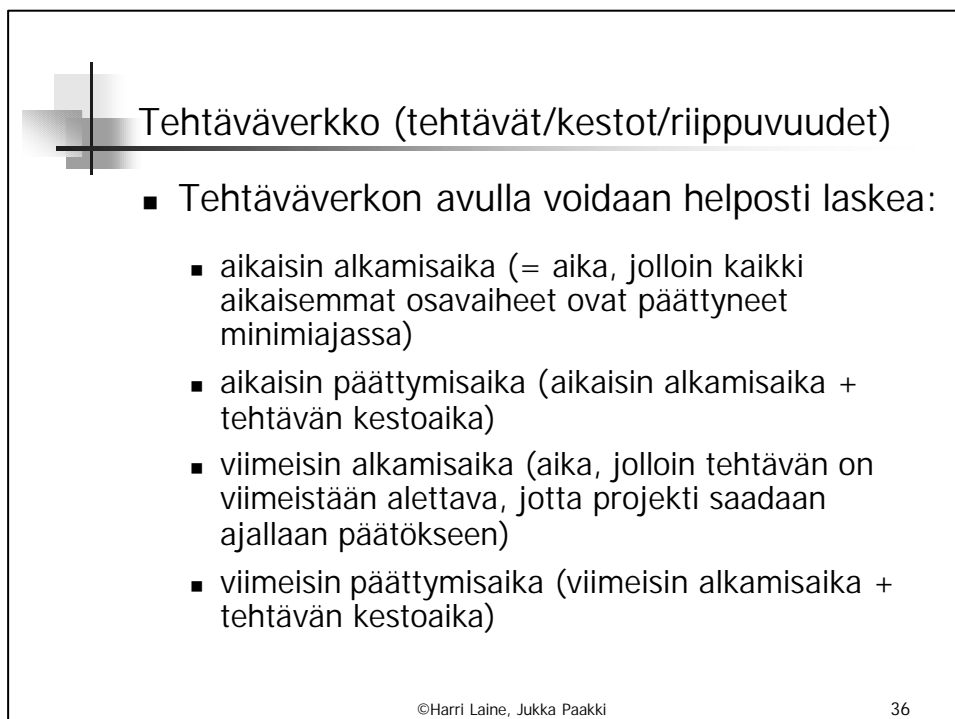 Tehtäväverkko (tehtävät/kestot/riippuvuudet)
▪ Tehtäväverkon avulla voidaan helposti laskea:
▪ aikaisin alkamisaika (= aika, jolloin kaikki
aikaisemmat osavaiheet ovat päättyneet
minimiajassa)
▪ aikaisin päättymisaika (aikaisin alkamisaika +
tehtävän kestoaika)
▪ viimeisin alkamisaika (aika, jolloin tehtävän on
viimeistään alettava, jotta projekti saadaan
ajallaan päätökseen)
▪ viimeisin päättymisaika (viimeisin alkamisaika +
tehtävän kestoaika)
©Harri Laine, Jukka Paakki 36